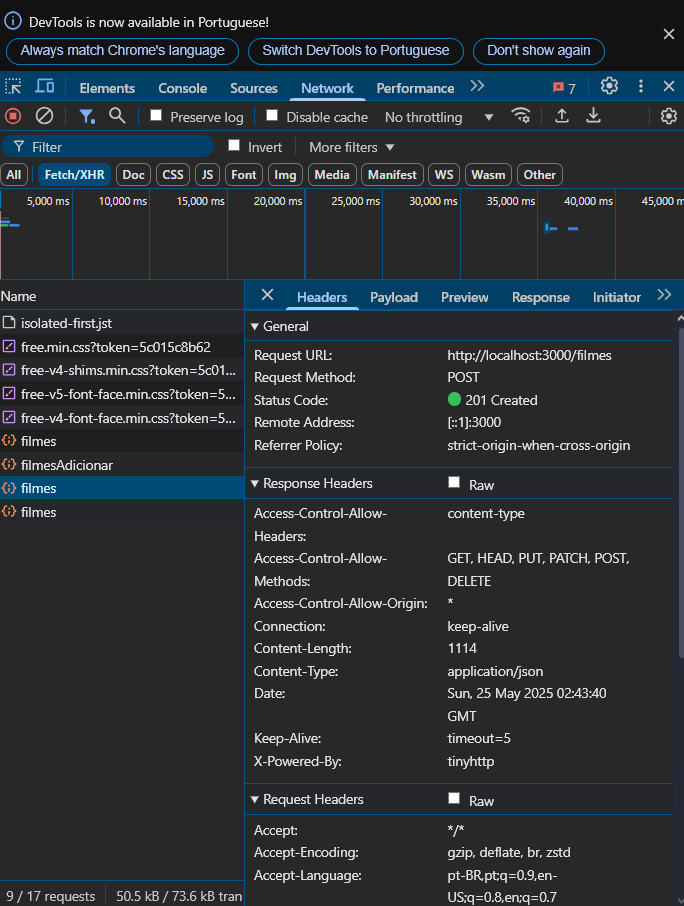 DevTools is now available in Portuguese!
Always match Chrome's language
Switch DevTools to Portuguese
Don't show again
Elements
Console
Sources
Network
Performance
7
Preserve log
Disable cache
No throttling
Filter
Invert
More filters
All
Fetch/XHR
Doc
CSS
JS
Font
Img
Media
Manifest
WS
Wasm
Other
5,000 ms
10,000 ms
15,000 ms
20,000 ms
25,000 ms
30,000 ms
35,000 ms
40,000 ms
45,000 ms
Name
isolated-first.jst
free.min.css?token=5c015c8b62
free-v4-shims.min.css?token=5c01...
free-v5-font-face.min.css?token=5...
free-v4-font-face.min.css?token=5...
filmes
filmesAdicionar
filmes
filmes
9 / 17 requests
50.5 kB / 73.6 kB tran
Headers
Payload
Preview
Response
Initiator
General
Request URL: http://localhost:3000/filmes
Request Method: POST
Status Code: 201 Created
Remote Address: [::1]:3000
Referrer Policy: strict-origin-when-cross-origin
Response Headers
Raw
Access-Control-Allow- content-type
Headers:
Access-Control-Allow- GET, HEAD, PUT, PATCH, POST,
Methods: DELETE
Access-Control-Allow-Origin: *
Connection: keep-alive
Content-Length: 1114
Content-Type: application/json
Date: Sun, 25 May 2025 02:43:40
GMT
Keep-Alive: timeout=5
X-Powered-By: tinyhttp
Request Headers
Raw
Accept: */*
Accept-Encoding: gzip, deflate, br, zstd
Accept-Language: pt-BR,pt;q=0.9,en-
US;q=0.8,en;q=0.7